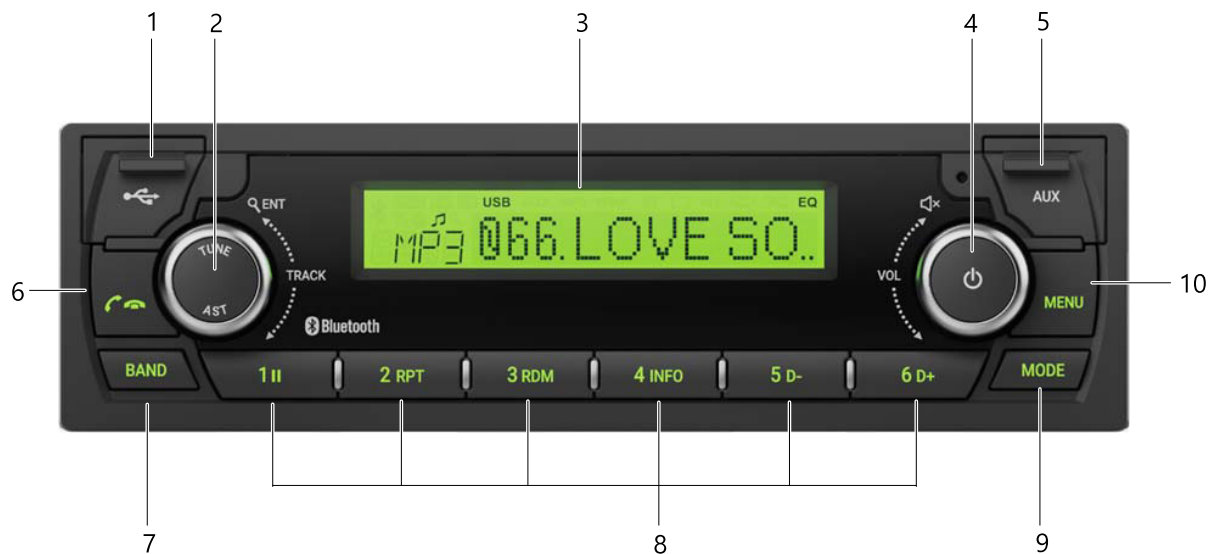 1 2 3 4 5
USB EQ
MP3 066.LOVE SO..
ENT
TUNE
TRACK
AST
Bluetooth
VOL
AUX
6
10
MENU
BAND
1 2 RPT 3 RDM 4 INFO 5 D- 6 D+
MODE
7 8 9